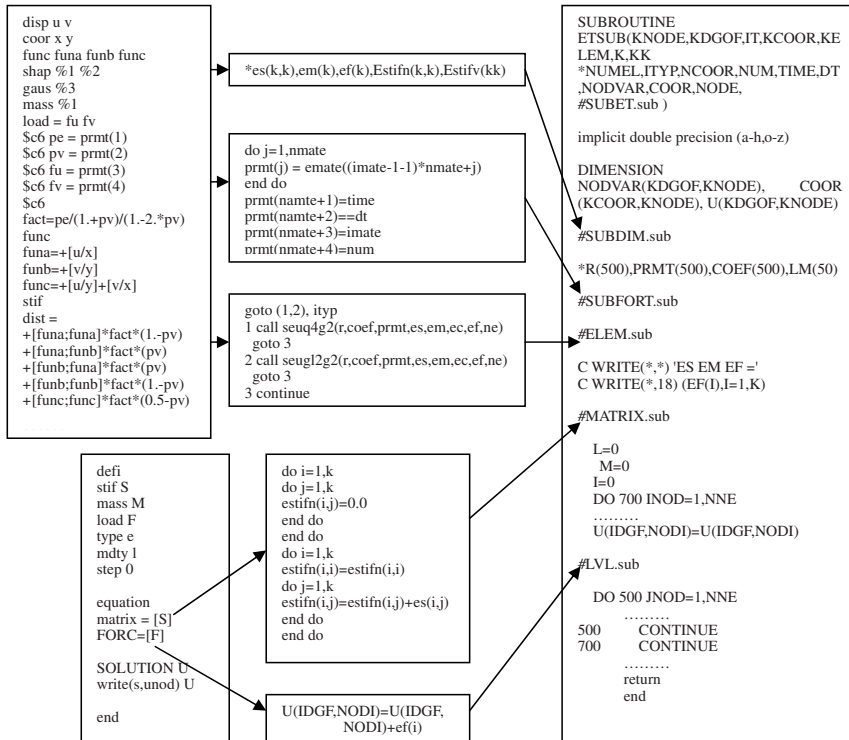 disp u v
coor x y
func funa funb func
shap %1 %2
gaus %3
mass %1
load = fu fv
$c6 pe = prmt(1)
$c6 pv = prmt(2)
$c6 fu = prmt(3)
$c6 fv = prmt(4)
$c6
fact=pe/(1.+pv)/(1.-2.*pv)
func
funa=+[u/x]
funb=+[v/y]
func=+[u/y]+[v/x]
stif
dist =
+[funa;funa]*fact*(1.-pv)
+[funa;funb]*fact*(pv)
+[funb;funa]*fact*(pv)
+[funb;funb]*fact*(1.-pv)
+[func;func]*fact*(0.5-pv)
......
defi
stif S
mass M
load F
type e
mdty l
step 0
equation
matrix = [S]
FORC=[F]
SOLUTION U
write(s,unod) U
end
*es(k,k),em(k),ef(k),Estifn(k,k),Estifv(kk)
do j=1,nmate
prmt(j) = emate((imate-1-1)*nmate+j)
end do
prmt(namte+1)=time
prmt(namte+2)==dt
prmt(nmate+3)=imate
prmt(nmate+4)=num
goto (1,2), ityp
1 call seuq4g2(r,coef,prmt,es,em,ec,ef,ne)
goto 3
2 call seugl2g2(r,coef,prmt,es,em,ec,ef,ne)
goto 3
3 continue
do i=1,k
do j=1,k
estifn(i,j)=0.0
end do
end do
do i=1,k
estifn(i,i)=estifn(i,i)
do j=1,k
estifn(i,j)=estifn(i,j)+es(i,j)
end do
end do
U(IDGF,NODI)=U(IDGF,
NODI)+ef(i)
SUBROUTINE
ETSUB(KNODE,KDGOF,IT,KCOOR,KE
LEM,K,KK
*NUMEL,ITYP,NCOOR,NUM,TIME,DT
,NODVAR,COOR,NODE,
#SUBET.sub )
implicit double precision (a-h,o-z)
DIMENSION
NODVAR(KDGOF,KNODE), COOR
(KCOOR,KNODE), U(KDGOF,KNODE)
#SUBDIM.sub
*R(500),PRMT(500),COEF(500),LM(50)
#SUBFORT.sub
#ELEM.sub
C WRITE(*,*) 'ES EM EF ='
C WRITE(*,18) (EF(I),I=1,K)
#MATRIX.sub
L=0
M=0
I=0
DO 700 INOD=1,NNE
.........
U(IDGF,NODI)=U(IDGF,NODI)
#LVL.sub
DO 500 JNOD=1,NNE
.........
500 CONTINUE
700 CONTINUE
.........
return
end